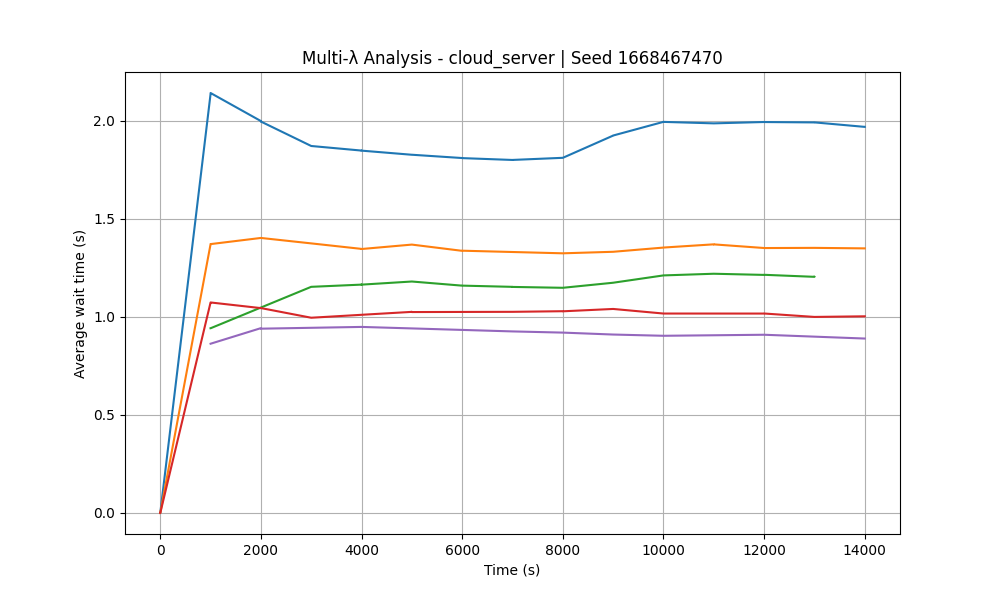 Multi-λ Analysis - cloud_server | Seed 1668467470
Average wait time (s)
2.0
1.5
1.0
0.5
0.0
0 2000 4000 6000 8000 10000 12000 14000
Time (s)